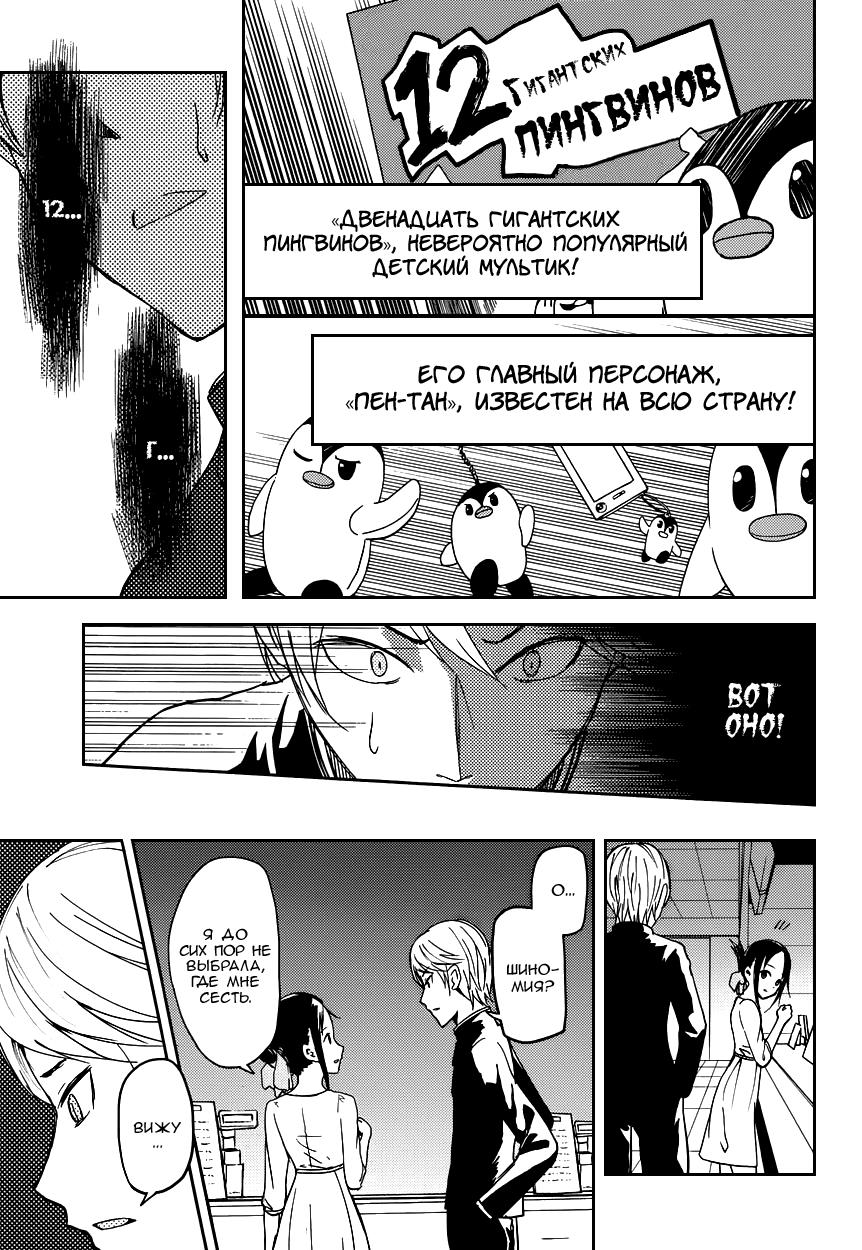 12 Гигантских
ПИНГВИНОВ
«ДВЕНАДЦАТЬ ГИГАНТСКИХ
ПИНГВИНОВ», НЕВЕРОЯТНО ПОПУЛЯРНЫЙ
ДЕТСКИЙ МУЛЬТИК!
ЕГО ГЛАВНЫЙ ПЕРСОНАЖ,
«ПЕН-ТАН», ИЗВЕСТЕН НА ВСЮ СТРАНУ!
12...
Г...
ВОТ
ОНО!
О...
ШИНО-
МИЯ?
Я ДО
СИХ ПОР НЕ
ВЫБРАЛА,
ГДЕ МНЕ
СЕСТЬ.
ВИЖУ
...